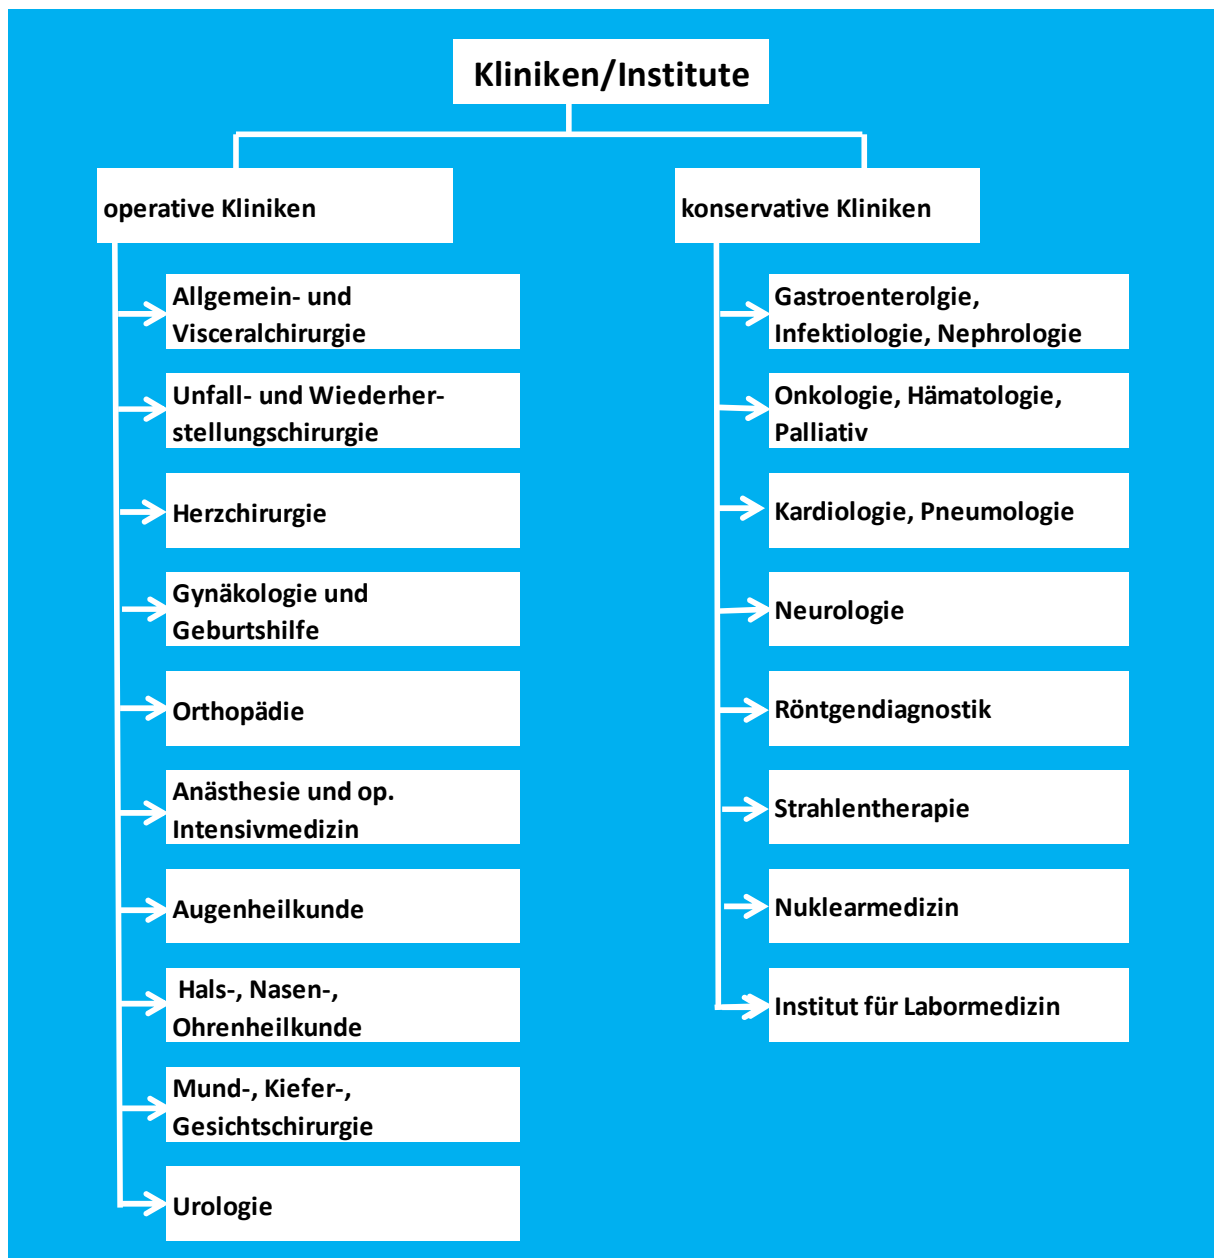 Kliniken/Institute
operative Kliniken
Allgemein- und
Visceralchirurgie
Unfall- und Wiederher-
stellungschirurgie
Herzchirurgie
Gynäkologie und
Geburtshilfe
Orthopädie
Anästhesie und op.
Intensivmedizin
Augenheilkunde
Hals-, Nasen-,
Ohrenheilkunde
Mund-, Kiefer-,
Gesichtschirurgie
Urologie
konservative Kliniken
Gastroenterolgie,
Infektiologie, Nephrologie
Onkologie, Hämatologie,
Palliativ
Kardiologie, Pneumologie
Neurologie
Röntgendiagnostik
Strahlentherapie
Nuklearmedizin
Institut für Labormedizin